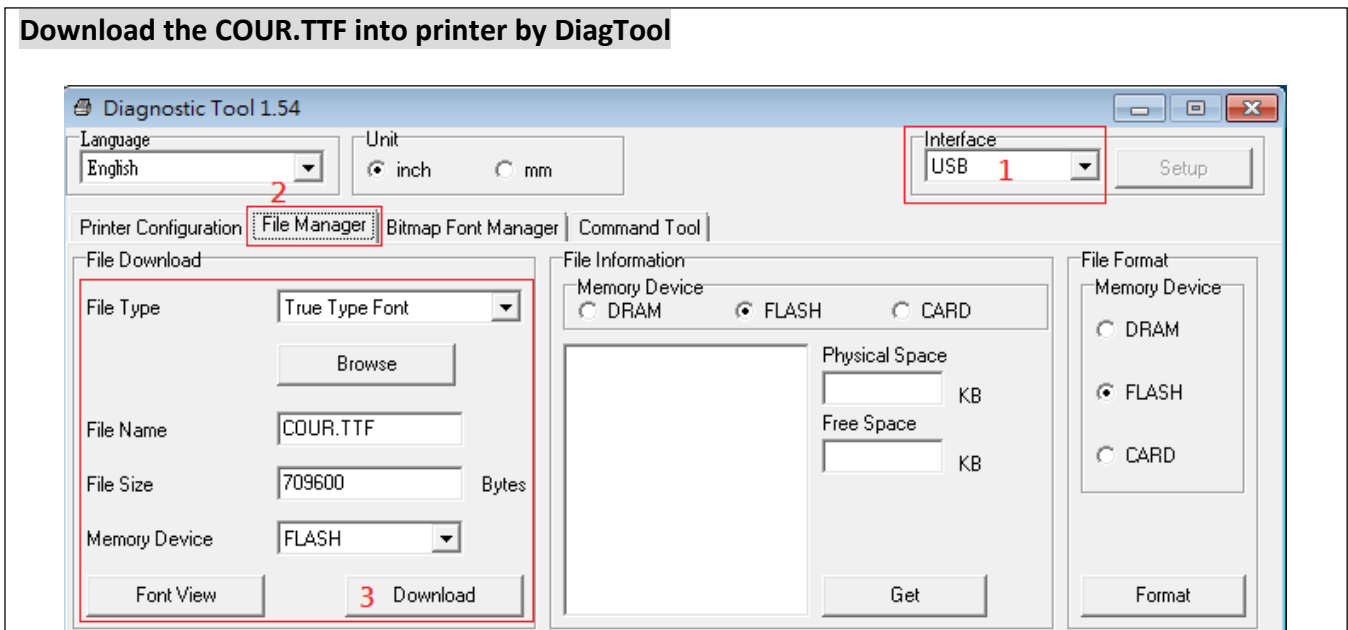 Download the COUR.TTF into printer by DiagTool
Diagnostic Tool 1.54
Language
English
Unit
inch
mm
Interface
USB
1
Setup
2
Printer Configuration
File Manager
Bitmap Font Manager
Command Tool
File Download
File Type
True Type Font
Browse
File Name
COUR.TTF
File Size
709600
Bytes
Memory Device
FLASH
Font View
3
Download
File Information
Memory Device
DRAM
FLASH
CARD
Physical Space
KB
Free Space
KB
Get
File Format
Memory Device
DRAM
FLASH
CARD
Format